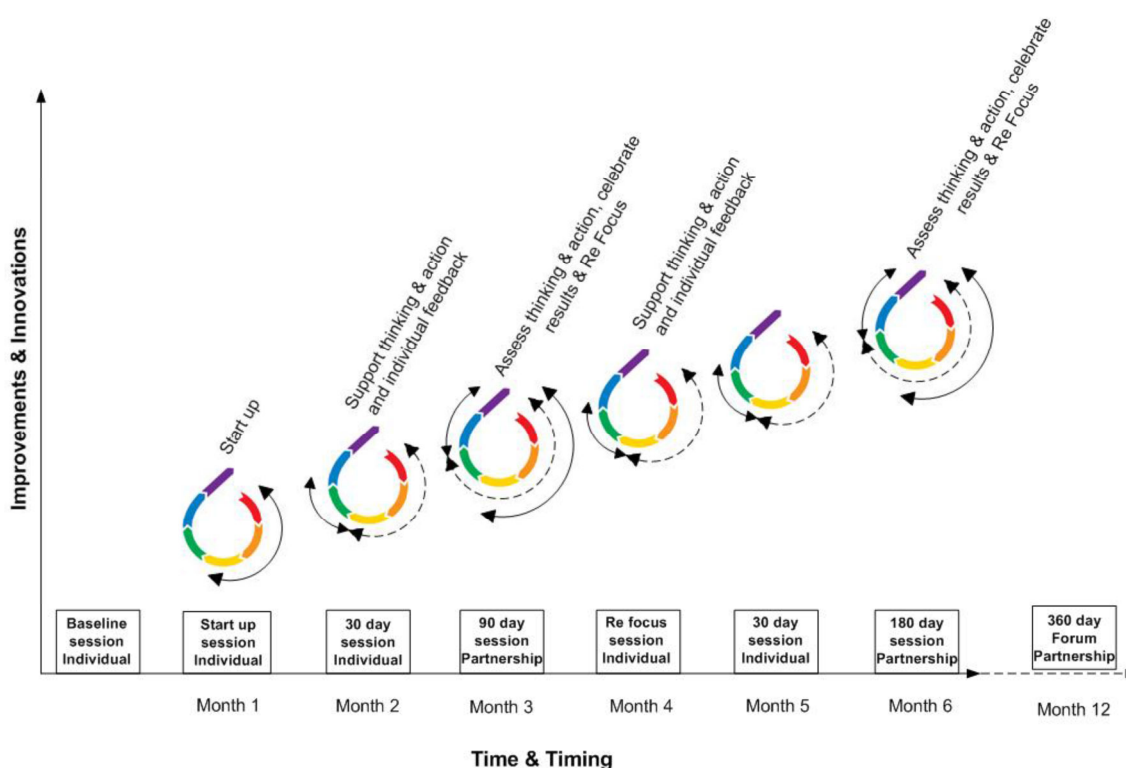 Improvements & Innovations
Start up
Support thinking & action
and individual feedback
Assess thinking & action, celebrate
results & Re Focus
Support thinking & action
and individual feedback
Assess thinking & action, celebrate
results & Re Focus
Baseline
session
Individual
Start up
session
Individual
30 day
session
Individual
90 day
session
Partnership
Re focus
session
Individual
30 day
session
Individual
180 day
session
Partnership
360 day
Forum
Partnership
Month 1
Month 2
Month 3
Month 4
Month 5
Month 6
Month 12
Time & Timing